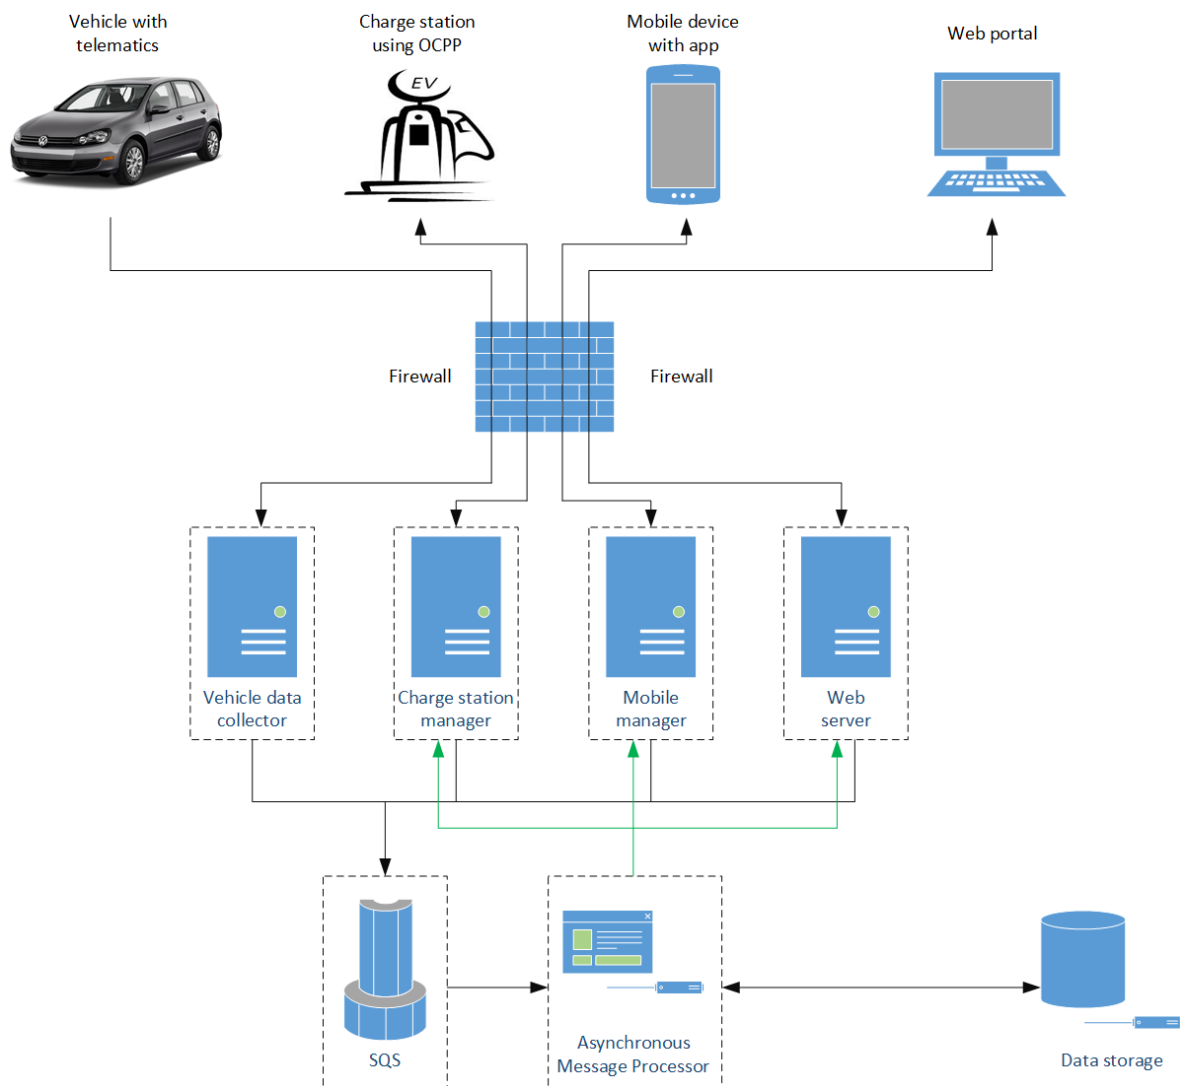 Vehicle with
telematics
Charge station
using OCPP
Mobile device
with app
Web portal
EV
Firewall
Firewall
Vehicle data
collector
Charge station
manager
Mobile
manager
Web
server
SQS
Asynchronous
Message Processor
Data storage